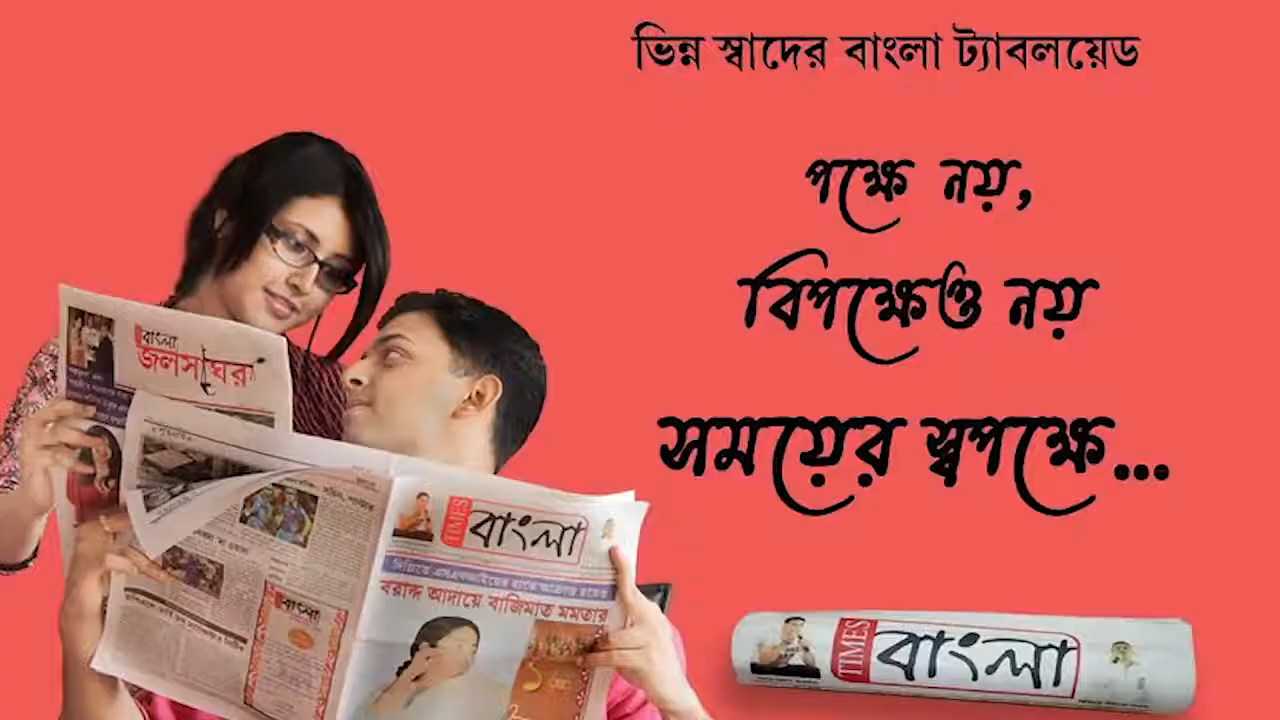 ভিন্ন স্বাদের বাংলা ট্যাবলয়েড
পক্ষে নয়,
বিপক্ষেও নয়
সময়ের স্বপক্ষে...
বাংলা
জলসাঘর
TIMES বাংলা
বরাদ্দ আদায়ে বাজিমাত মমতার
বাংলা
TIMES বাংলা